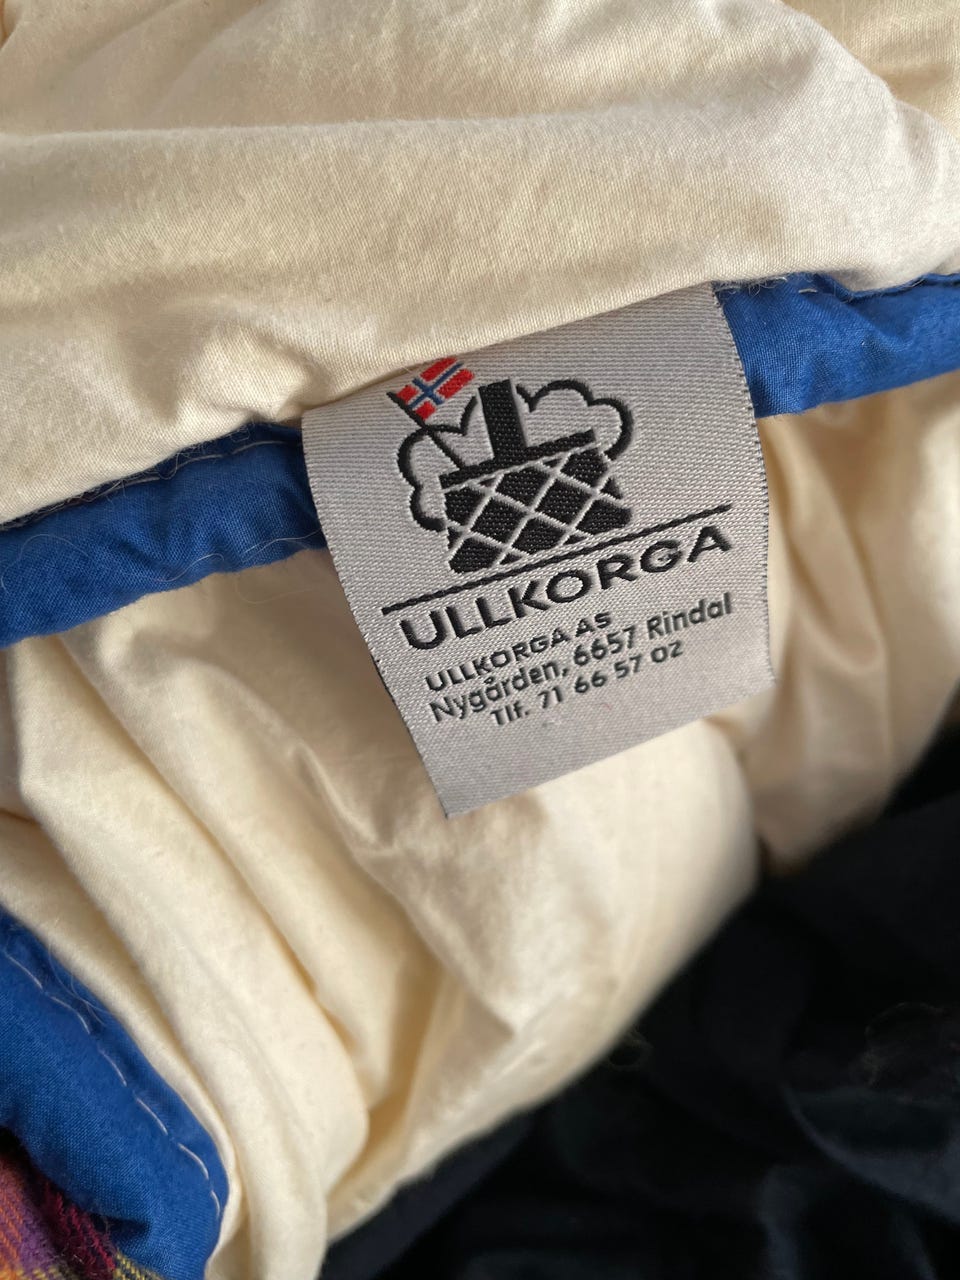 ULLKORGA
ULLKORGA AS
Nygården, 6657 Rindal
Tlf. 71 66 57 02